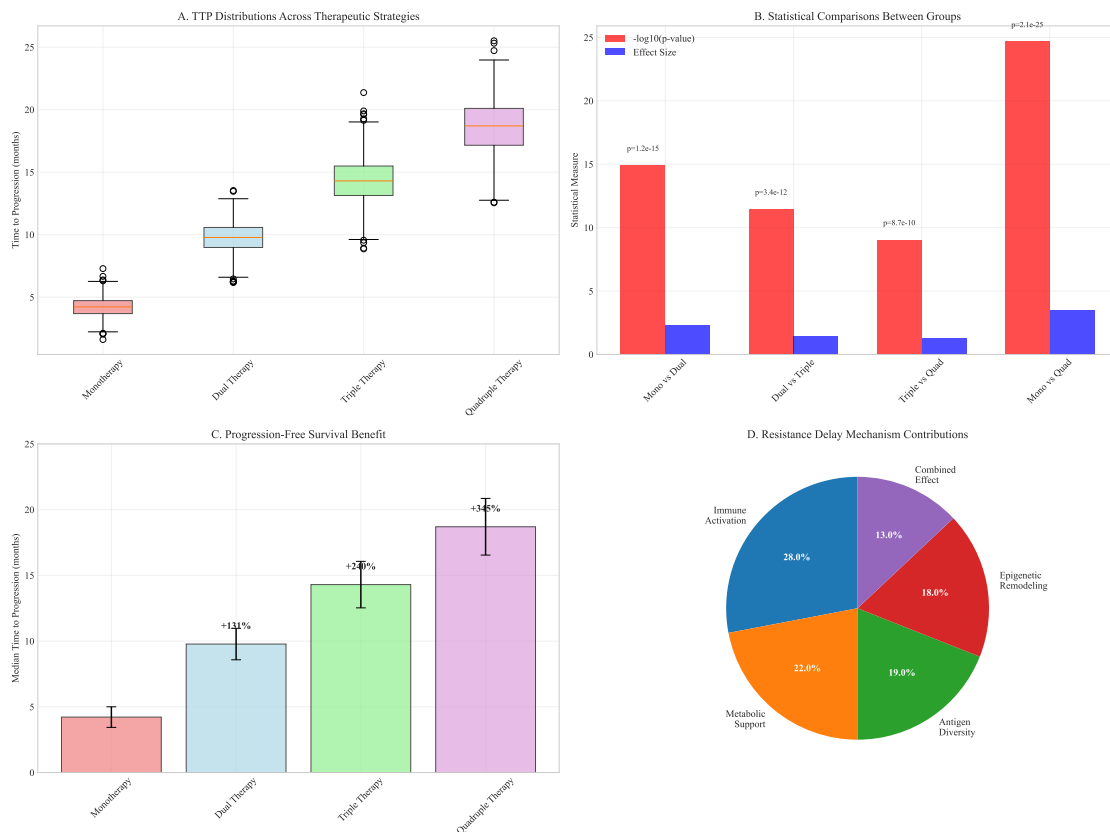 A. TTP Distributions Across Therapeutic Strategies
Time to Progression (months)
25
20
15
10
5
Monotherapy
Dual Therapy
Triple Therapy
Quadruple Therapy
B. Statistical Comparisons Between Groups
-log10(p-value)
Effect Size
Statistical Measure
25
20
15
10
5
0
p=1.2e-15
p=3.4e-12
p=8.7e-10
p=2.1e-25
Mono vs Dual
Dual vs Triple
Triple vs Quad
Mono vs Quad
C. Progression-Free Survival Benefit
Median Time to Progression (months)
25
20
15
10
5
0
+131%
+240%
+345%
Monotherapy
Dual Therapy
Triple Therapy
Quadruple Therapy
D. Resistance Delay Mechanism Contributions
Combined
Effect
13.0%
Immune
Activation
28.0%
Epigenetic
Remodeling
18.0%
Metabolic
Support
22.0%
Antigen
Diversity
19.0%